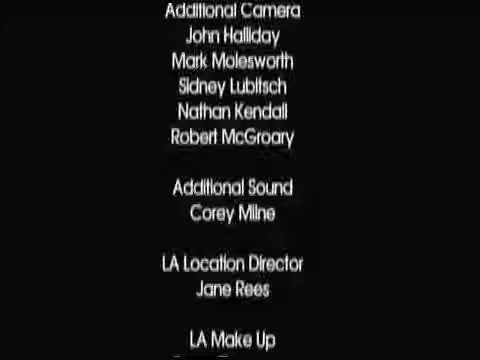 Additional Camera
John Halliday
Mark Molesworth
Sidney Lubitsch
Nathan Kendall
Robert McGroary
Additional Sound
Corey Milne
LA Location Director
Jane Rees
LA Make Up